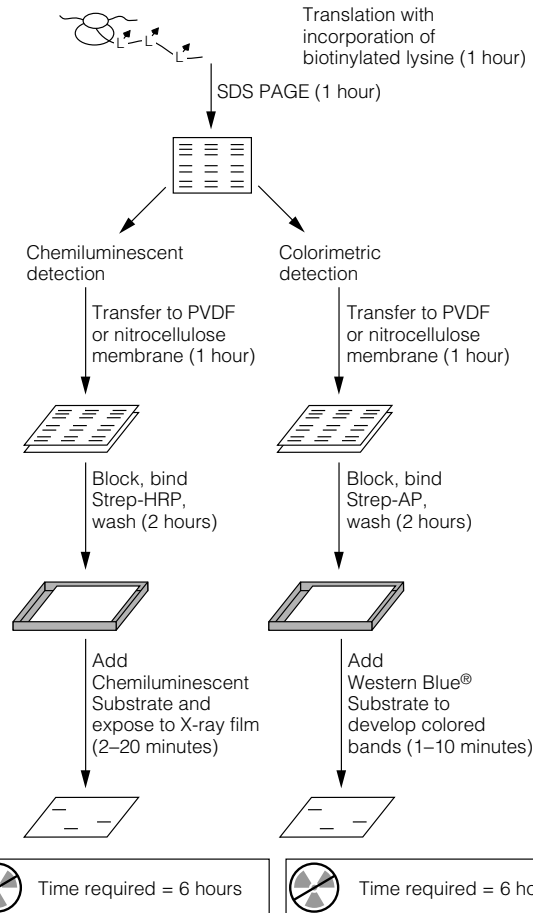 Translation with
incorporation of
biotinylated lysine (1 hour)
L L L
SDS PAGE (1 hour)
Chemiluminescent
detection
Colorimetric
detection
Transfer to PVDF
or nitrocellulose
membrane (1 hour)
Transfer to PVDF
or nitrocellulose
membrane (1 hour)
Block, bind
Strep-HRP,
wash (2 hours)
Block, bind
Strep-AP,
wash (2 hours)
Add
Chemiluminescent
Substrate and
expose to X-ray film
(2–20 minutes)
Add
Western Blue®
Substrate to
develop colored
bands (1–10 minutes)
Time required = 6 hours
Time required = 6